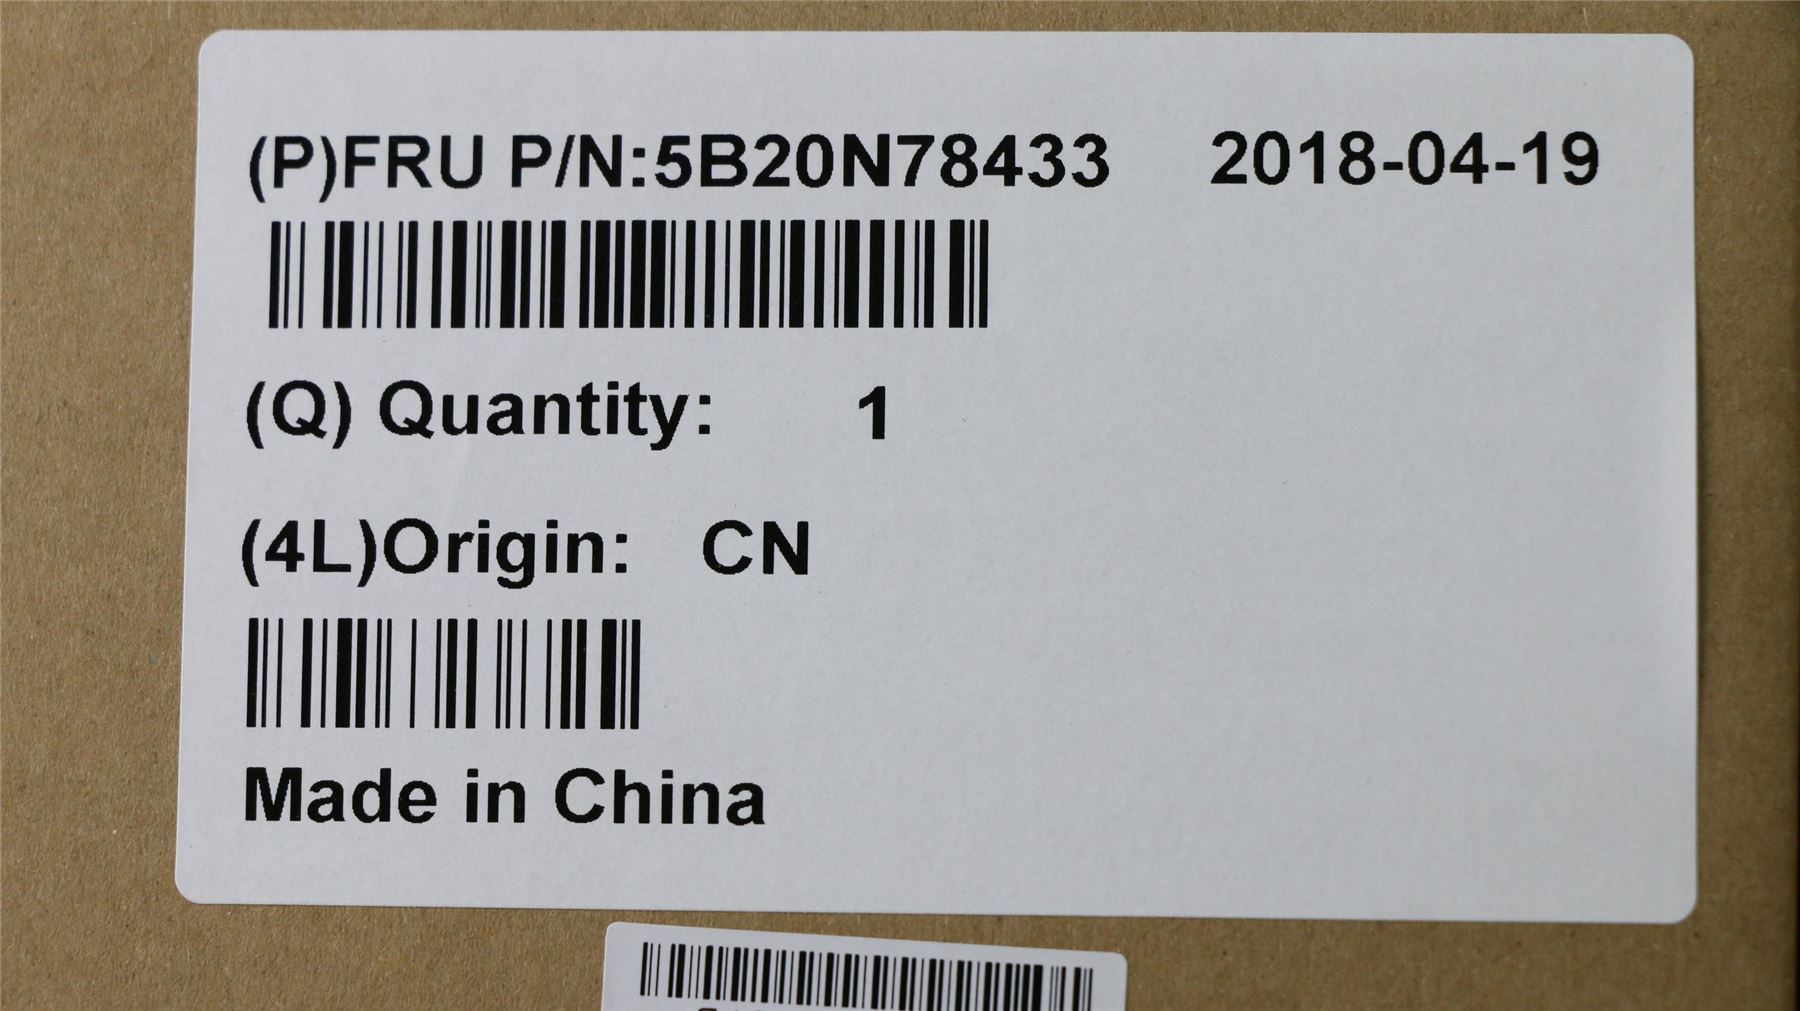 (P)FRU P/N:5B20N78433 2018-04-19
(Q) Quantity: 1
(4L)Origin: CN
Made in China